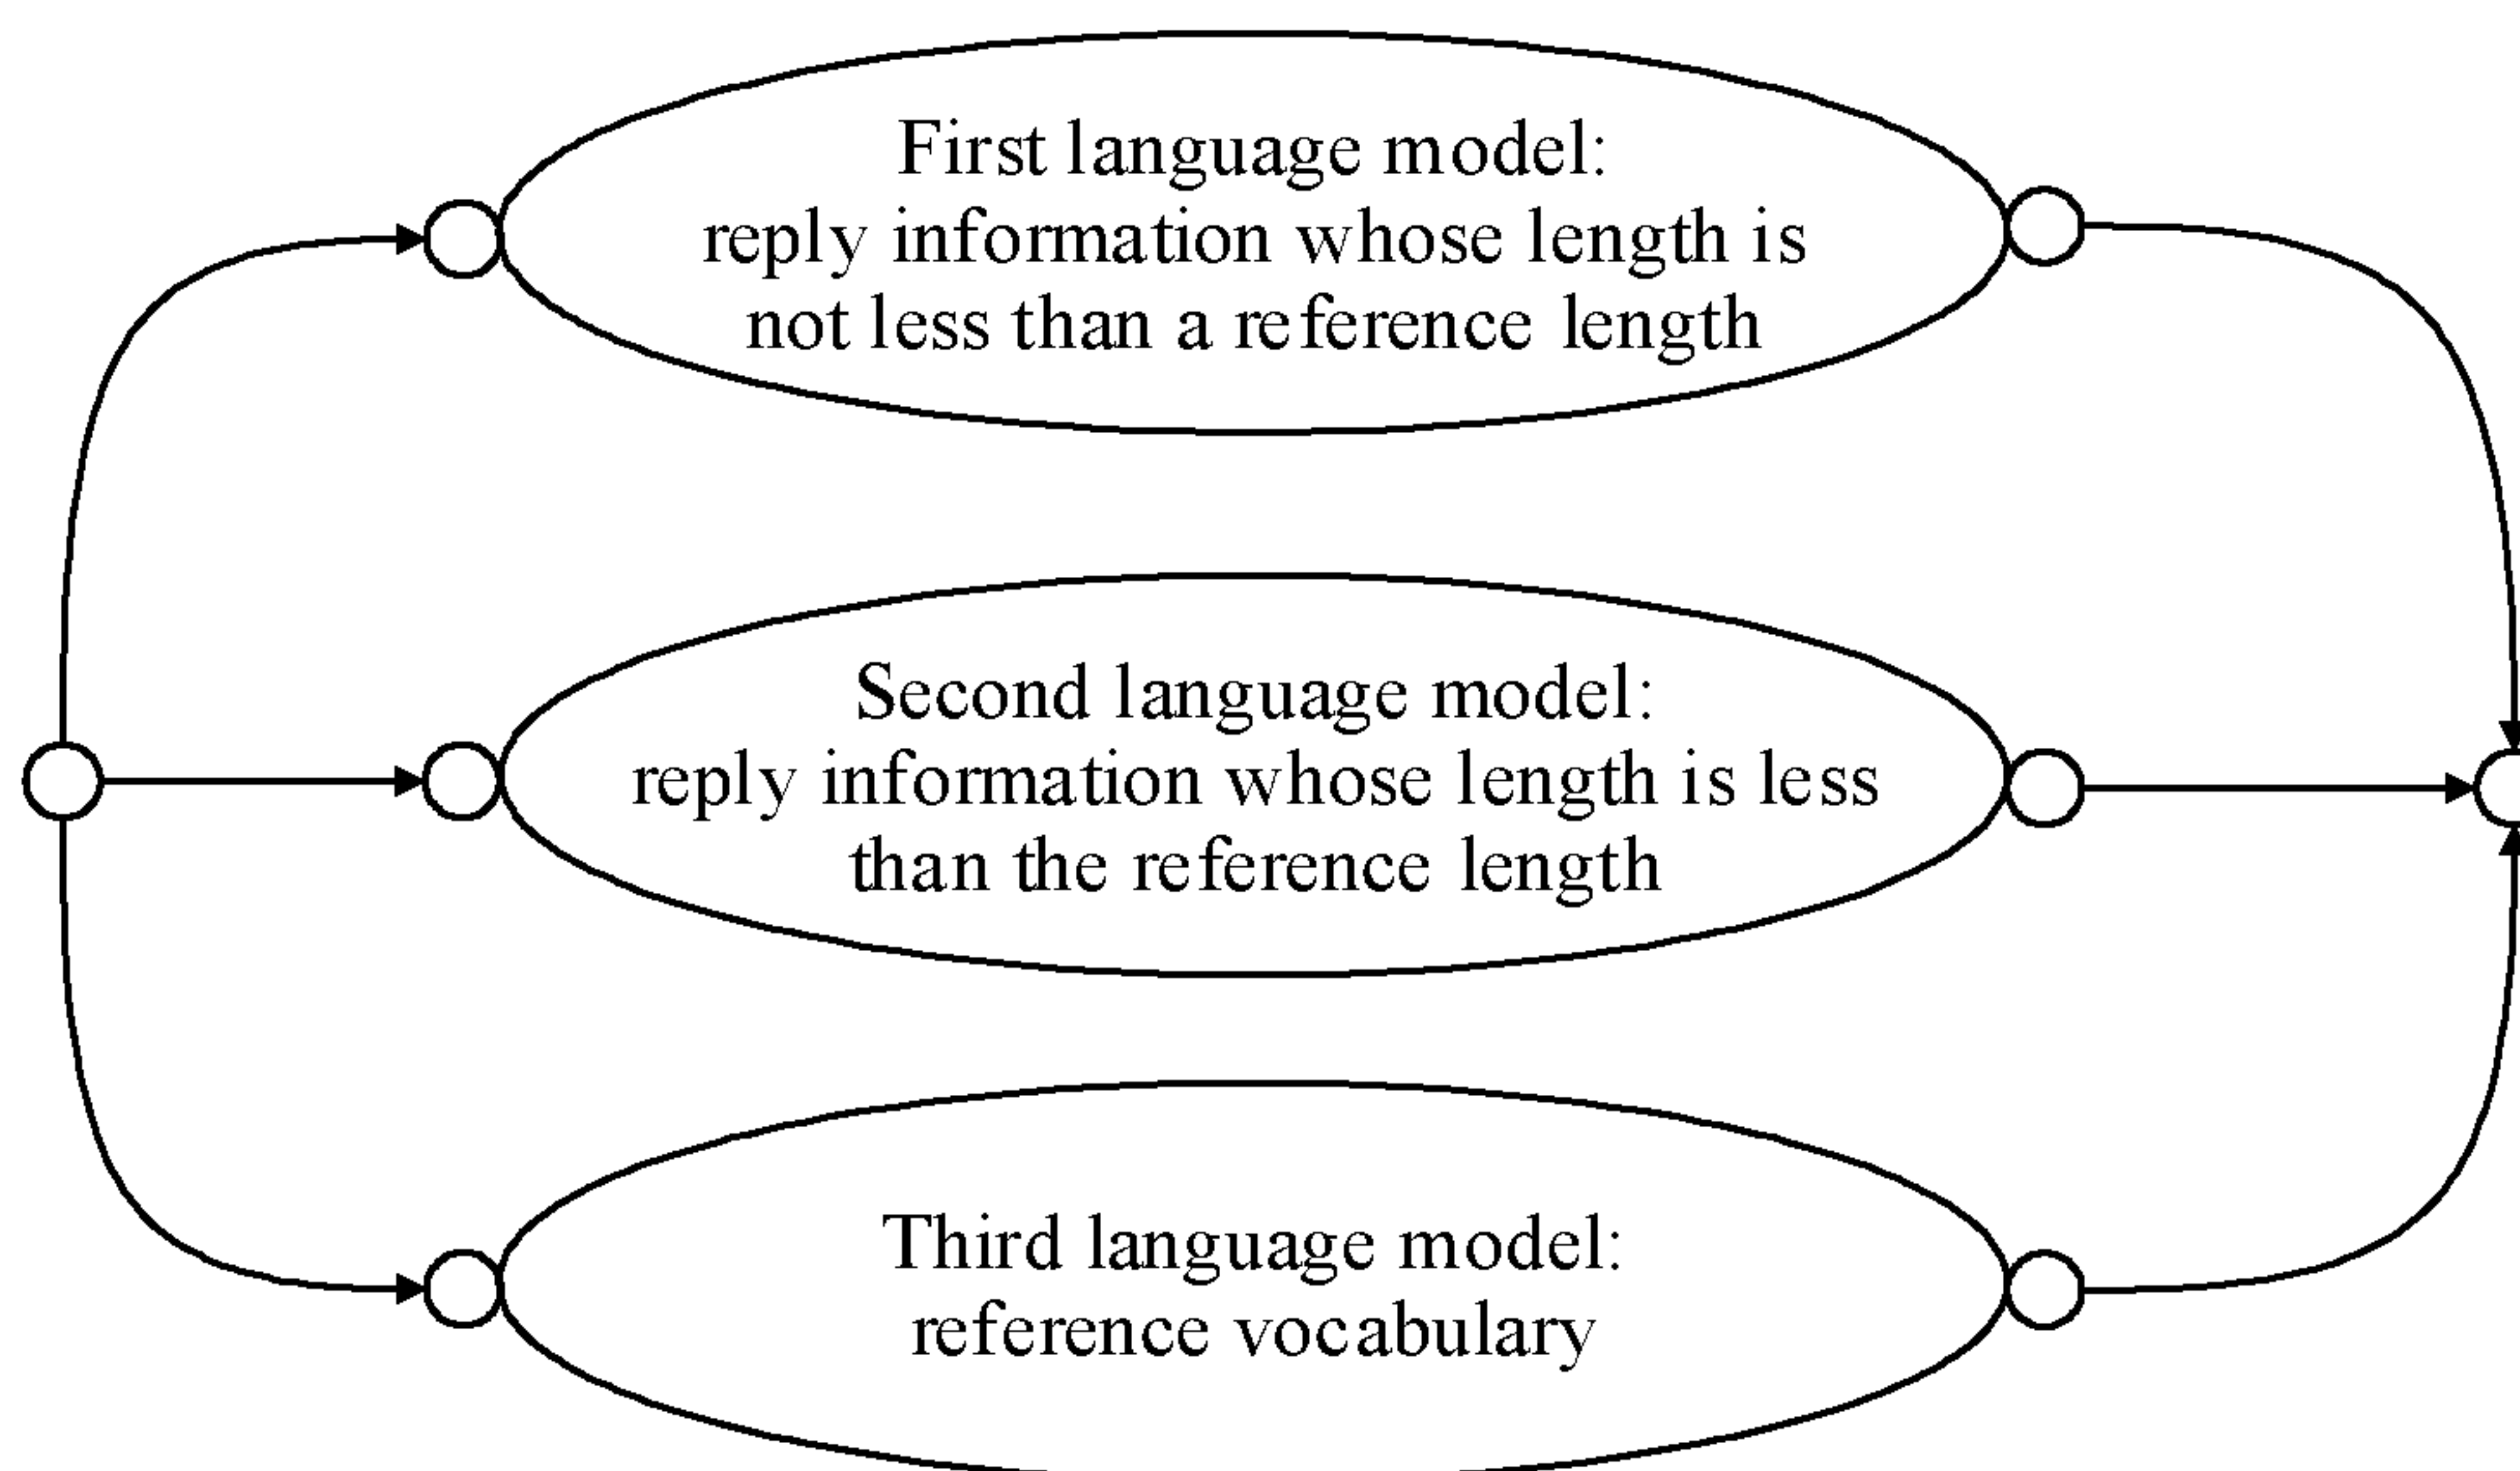 First language model:
reply information whose length is
not less than a reference length
Second language model:
reply information whose length is less
than the reference length
Third language model:
reference vocabulary